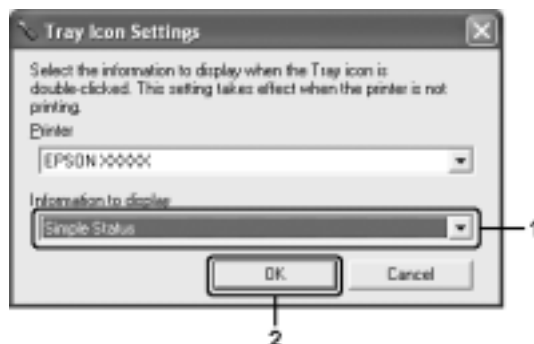 Tray Icon Settings
Select the information to display when the Tray icon is
double-clicked. This setting takes effect when the printer is not
printing.
Printer
EPSON XXXXX
Information to display
Simple Status
1
OK
Cancel
2